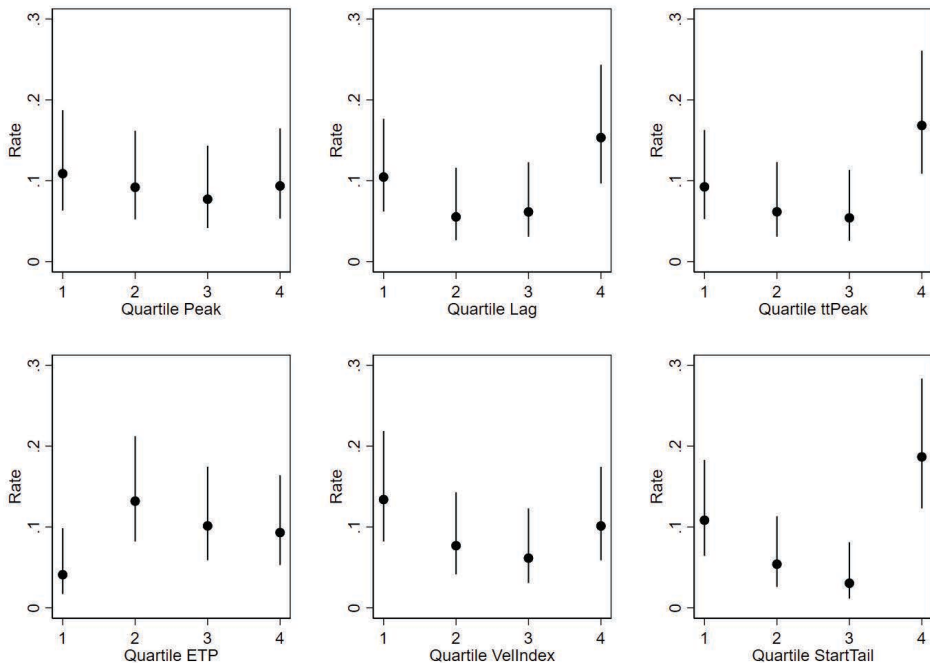 .3
.2
.1
0
Rate
1 2 3 4
Quartile Peak
.3
.2
.1
0
Rate
1 2 3 4
Quartile Lag
.3
.2
.1
0
Rate
1 2 3 4
Quartile ttPeak
.3
.2
.1
0
Rate
1 2 3 4
Quartile ETP
.3
.2
.1
0
Rate
1 2 3 4
Quartile VelIndex
.3
.2
.1
0
Rate
1 2 3 4
Quartile StartTail